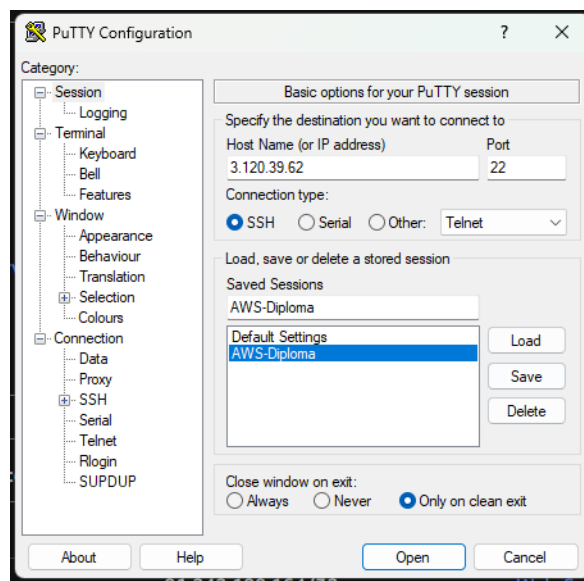 PuTTY Configuration
Category:
Session
Logging
Terminal
Keyboard
Bell
Features
Window
Appearance
Behaviour
Translation
Selection
Colours
Connection
Data
Proxy
SSH
Serial
Telnet
Rlogin
SUPDUP
Basic options for your PuTTY session
Specify the destination you want to connect to
Host Name (or IP address) Port
3.120.39.62 22
Connection type:
SSH Serial Other: Telnet
Load, save or delete a stored session
Saved Sessions
AWS-Diploma
Default Settings
AWS-Diploma
Load
Save
Delete
Close window on exit:
Always Never Only on clean exit
About Help Open Cancel